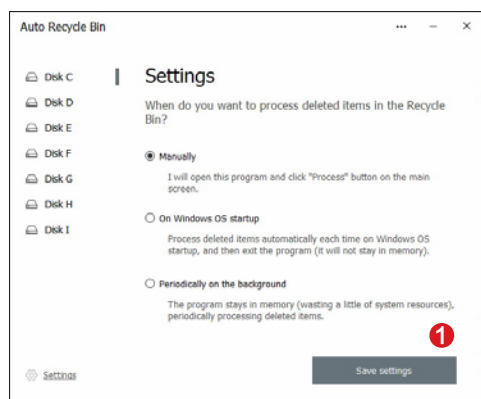 Auto Recycle Bin
Disk C
Disk D
Disk E
Disk F
Disk G
Disk H
Disk I
Settings
Settings
When do you want to process deleted items in the Recycle
Bin?
Manually
I will open this program and click "Process" button on the main
screen.
On Windows OS startup
Process deleted items automatically each time on Windows OS
startup, and then exit the program (it will not stay in memory).
Periodically on the background
The program stays in memory (wasting a little of system resources),
periodically processing deleted items.
1
Save settings